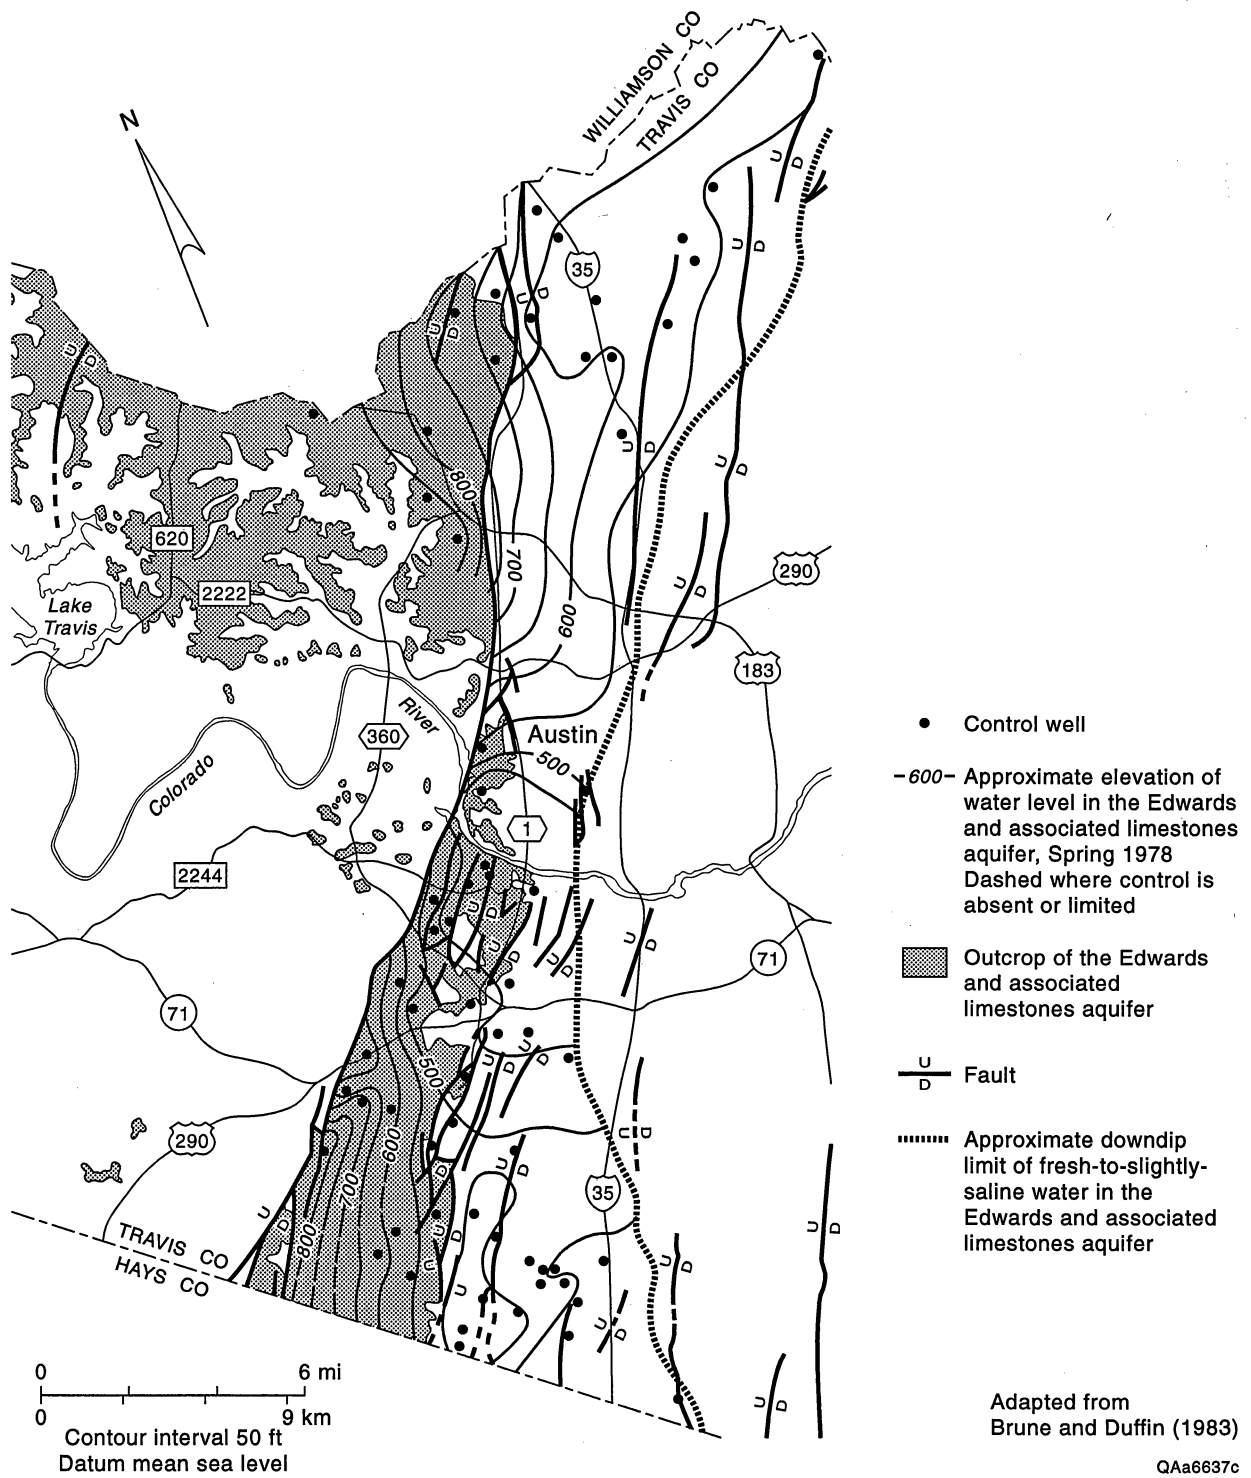 WILLIAMSON CO
TRAVIS CO
N
35
U
D
U
D
U
D
U
D
U
D
U
D
U
D
U
D
U
D
800
700
600
620
2222
290
183
Lake
Travis
River
360
Colorado
Austin
500
1
2244
71
71
U
D
U
D
U
D
U
D
500
U
D
U
D
U
D
290
600
700
800
35
U
D
U
D
U
D
U
D
U
D
U
D
U
D
U
D
TRAVIS CO
HAYS CO
Control well
-600- Approximate elevation of
water level in the Edwards
and associated limestones
aquifer, Spring 1978
Dashed where control is
absent or limited
Outcrop of the Edwards
and associated
limestones aquifer
U
D
Fault
Approximate downdip
limit of fresh-to-slightly-
saline water in the
Edwards and associated
limestones aquifer
0 6 mi
0 9 km
Contour interval 50 ft
Datum mean sea level
Adapted from
Brune and Duffin (1983)
QAa6637c